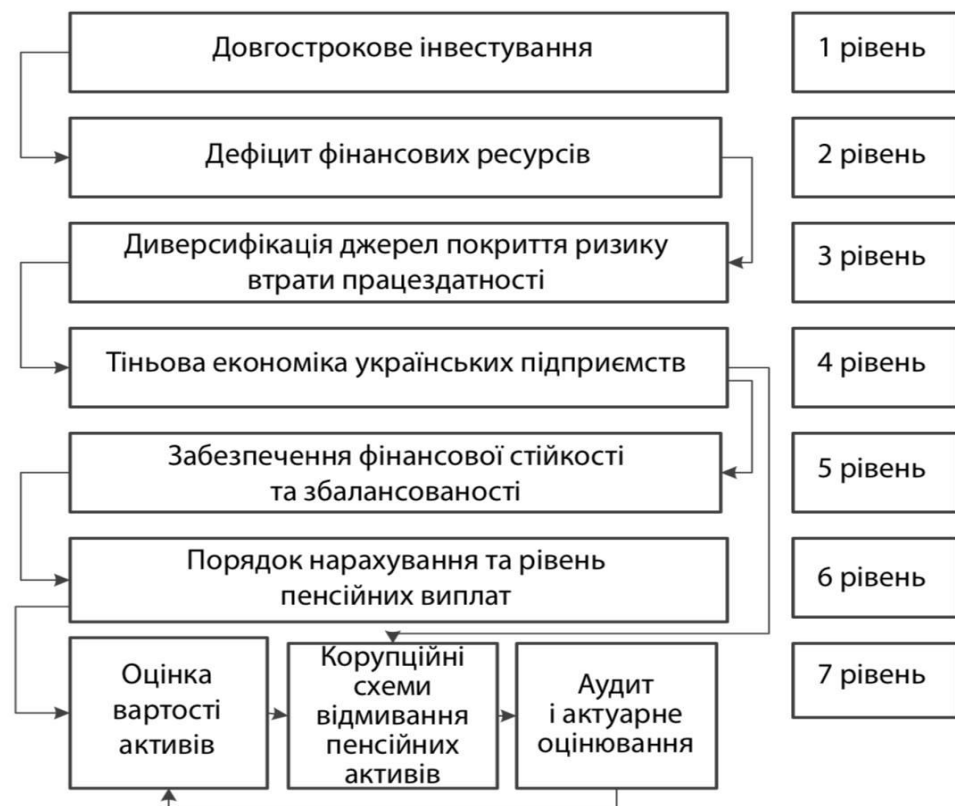 Довгострокове інвестування
1 рівень
Дефіцит фінансових ресурсів
2 рівень
Диверсифікація джерел покриття ризику
втрати працездатності
3 рівень
Тіньова економіка українських підприємств
4 рівень
Забезпечення фінансової стійкості
та збалансованості
5 рівень
Порядок нарахування та рівень
пенсійних виплат
6 рівень
Оцінка
вартості
активів
Корупційні
схеми
відмивання
пенсійних
активів
Аудит
і актуарне
оцінювання
7 рівень